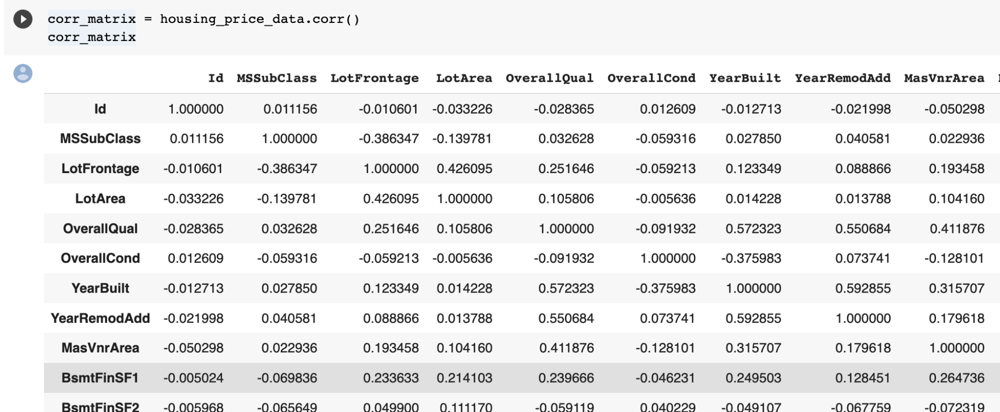 corr_matrix = housing_price_data.corr()
corr_matrix
Id MSSubClass LotFrontage LotArea OverallQual OverallCond YearBuilt YearRemodAdd MasVnrArea
Id 1.000000 0.011156 -0.010601 -0.033226 -0.028365 0.012609 -0.012713 -0.021998 -0.050298
MSSubClass 0.011156 1.000000 -0.386347 -0.139781 0.032628 -0.059316 0.027850 0.040581 0.022936
LotFrontage -0.010601 -0.386347 1.000000 0.426095 0.251646 -0.059213 0.123349 0.088866 0.193458
LotArea -0.033226 -0.139781 0.426095 1.000000 0.105806 -0.005636 0.014228 0.013788 0.104160
OverallQual -0.028365 0.032628 0.251646 0.105806 1.000000 -0.091932 0.572323 0.550684 0.411876
OverallCond 0.012609 -0.059316 -0.059213 -0.005636 -0.091932 1.000000 -0.375983 0.073741 -0.128101
YearBuilt -0.012713 0.027850 0.123349 0.014228 0.572323 -0.375983 1.000000 0.592855 0.315707
YearRemodAdd -0.021998 0.040581 0.088866 0.013788 0.550684 0.073741 0.592855 1.000000 0.179618
MasVnrArea -0.050298 0.022936 0.193458 0.104160 0.411876 -0.128101 0.315707 0.179618 1.000000
BsmtFinSF1 -0.005024 -0.069836 0.233633 0.214103 0.239666 -0.046231 0.249503 0.128451 0.264736
BsmtFinSF2 -0.005968 -0.065649 0.049900 0.111170 -0.059119 0.040229 -0.049107 -0.067759 -0.072319